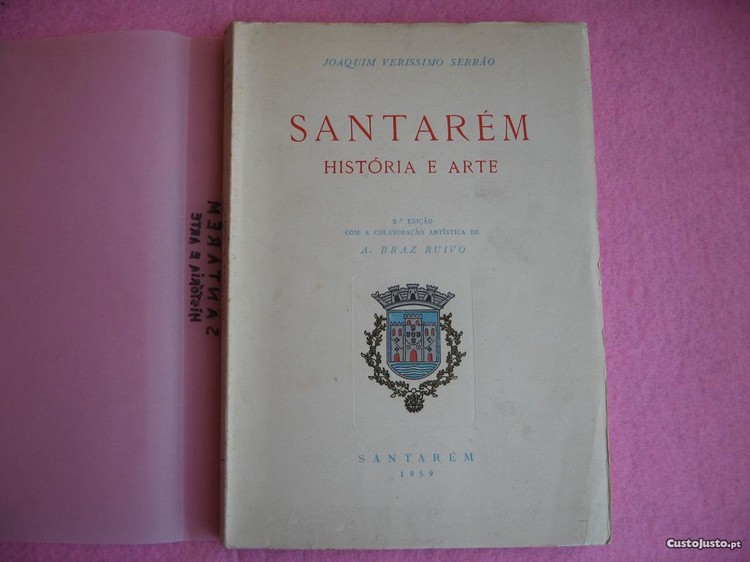 SANTARÉM
HISTÓRIA E ARTE
JOAQUIM VERÍSSIMO SERRÃO
SANTARÉM
HISTÓRIA E ARTE
2.ª EDIÇÃO
COM A COLABORAÇÃO ARTÍSTICA DE
A. BRAZ RUIVO
SANTARÉM
1959
CustoJusto.pt